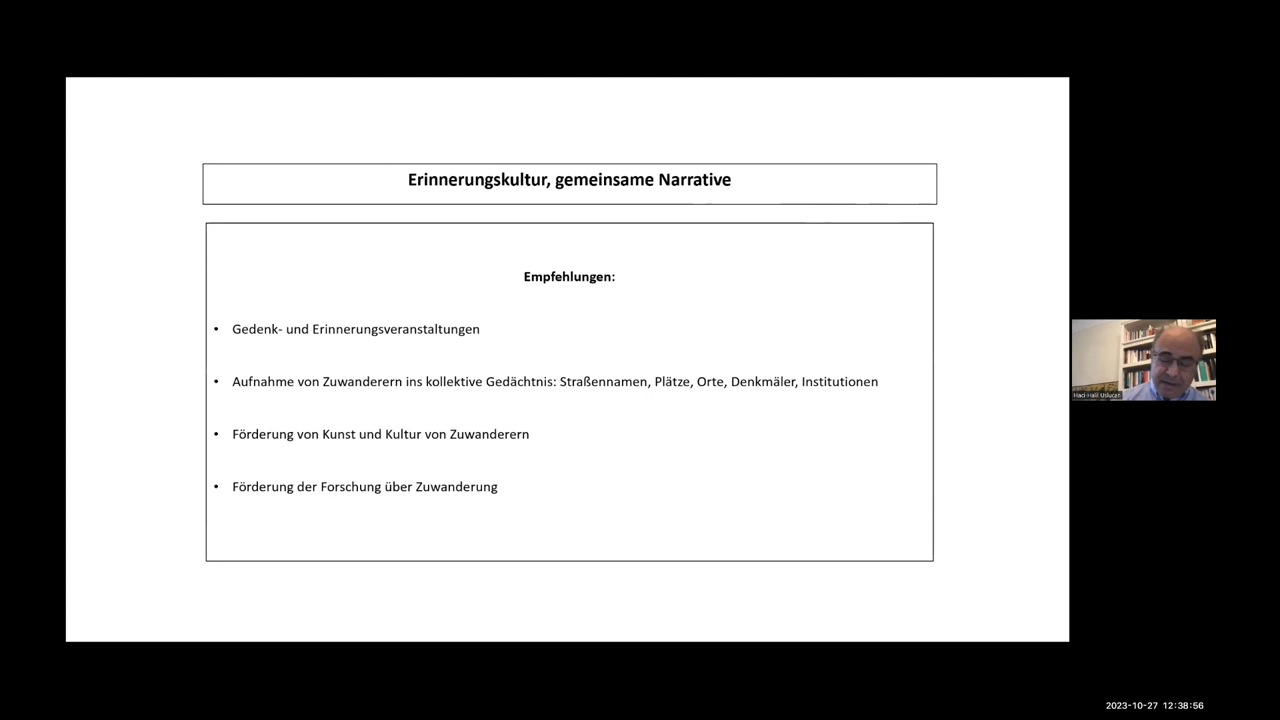 Erinnerungskultur, gemeinsame Narrative
Empfehlungen:
• Gedenk- und Erinnerungsveranstaltungen
• Aufnahme von Zuwanderern ins kollektive Gedächtnis: Straßennamen, Plätze, Orte, Denkmäler, Institutionen
• Förderung von Kunst und Kultur von Zuwanderern
• Förderung der Forschung über Zuwanderung
Haci-Halil Uslucan
2023-10-27 12:38:56